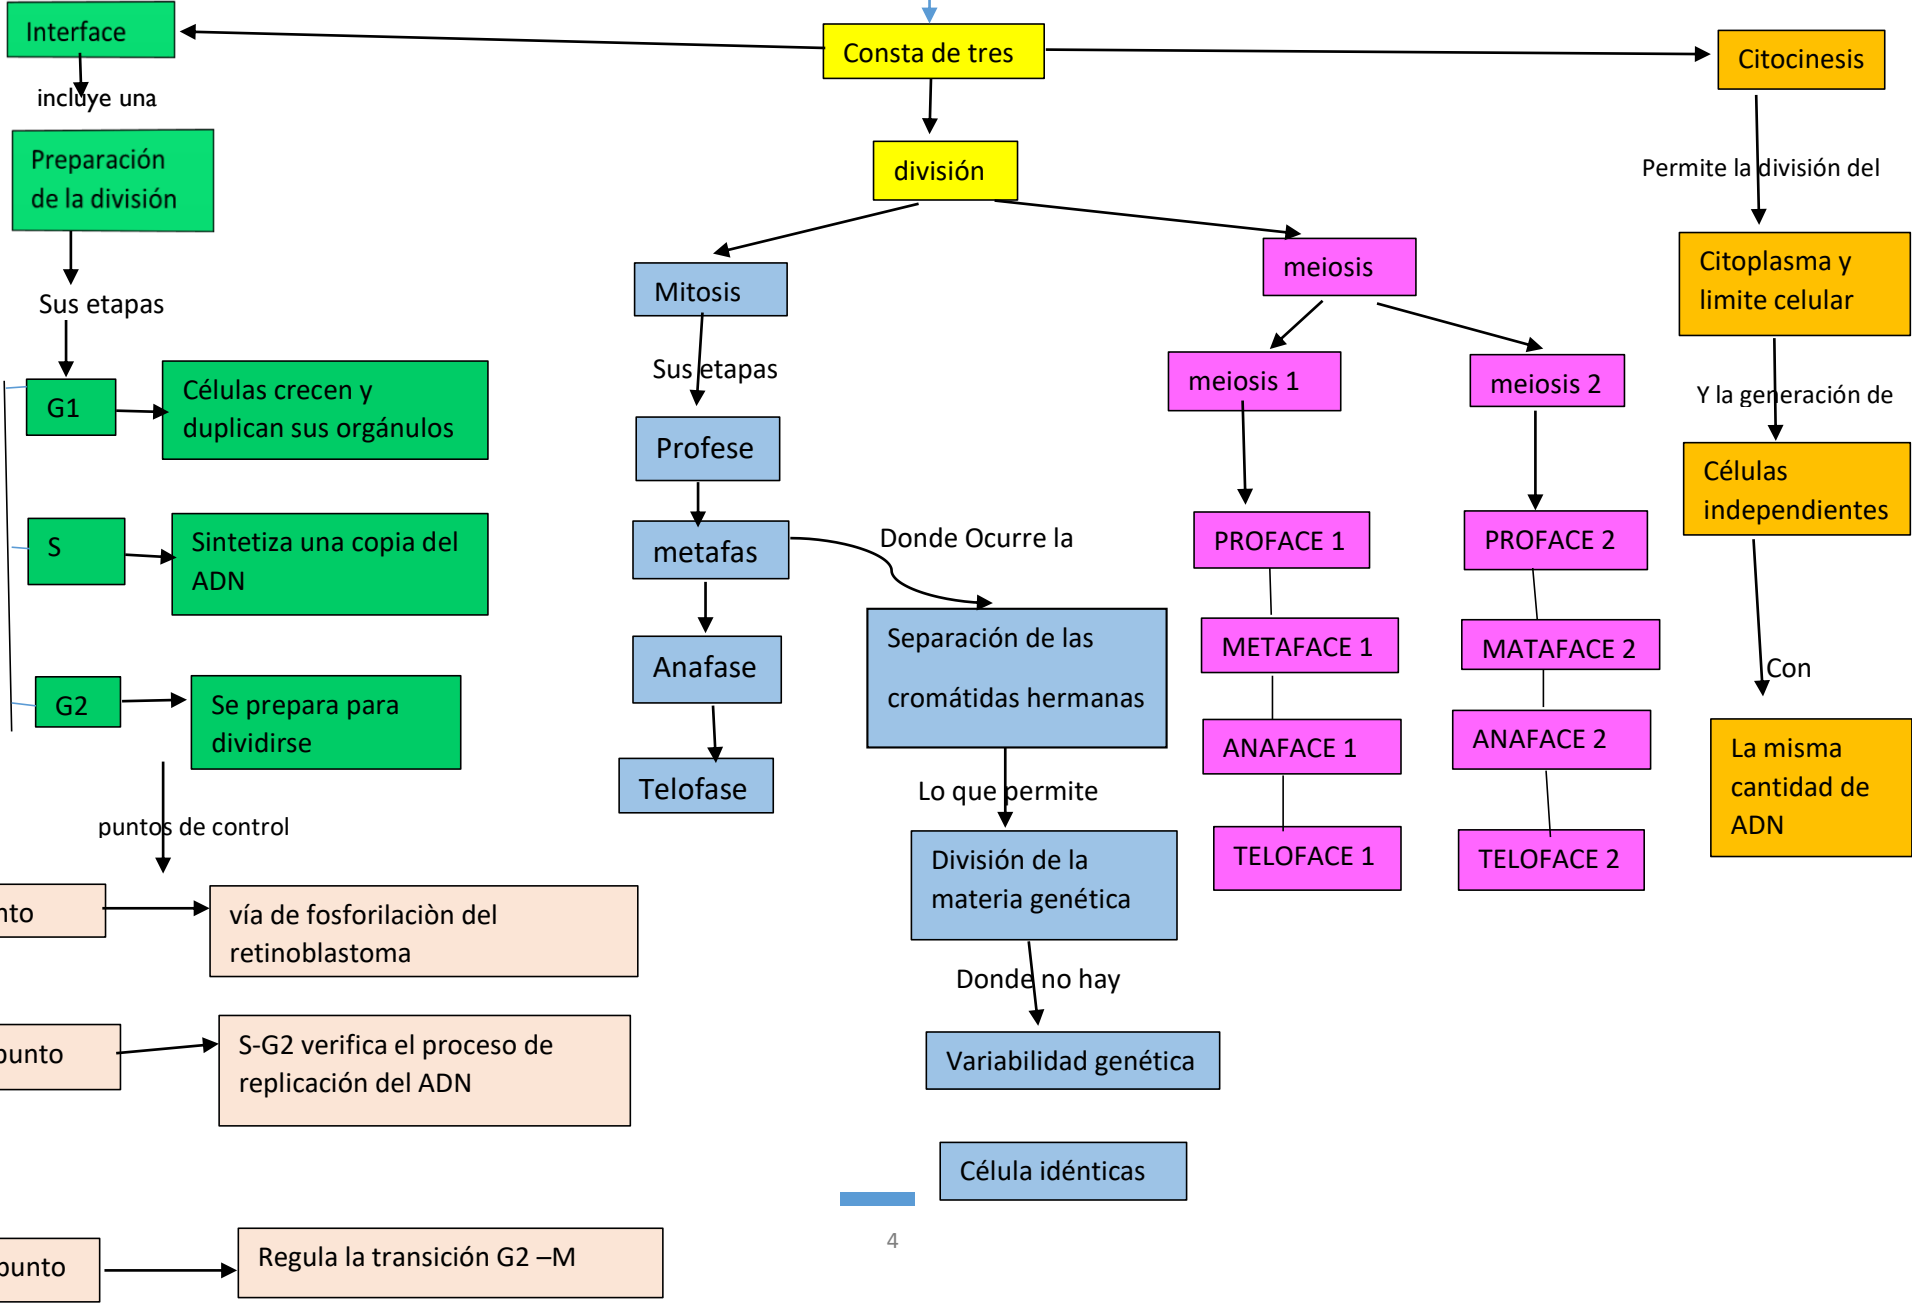 Interface
Consta de tres
Citocinesis
incluye una
Preparación
de la división
división
Permite la división del
Citoplasma y
limite celular
Mitosis
meiosis
Sus etapas
Sus etapas
meiosis 1
meiosis 2
Y la generación de
G1
Células crecen y
duplican sus orgánulos
Profese
Células
independientes
S
Sintetiza una copia del
ADN
metafas
Donde Ocurre la
PROFACE 1
PROFACE 2
Separación de las
cromátidas hermanas
METAFACE 1
MATAFACE 2
Anafase
Con
G2
Se prepara para
dividirse
ANAFACE 1
ANAFACE 2
La misma
cantidad de
ADN
Telofase
Lo que permite
puntos de control
División de la
materia genética
TELOFACE 1
TELOFACE 2
vía de fosforilaciòn del
retinoblastoma
Donde no hay
punto
S-G2 verifica el proceso de
replicación del ADN
Variabilidad genética
Célula idénticas
4
punto
Regula la transición G2 –M